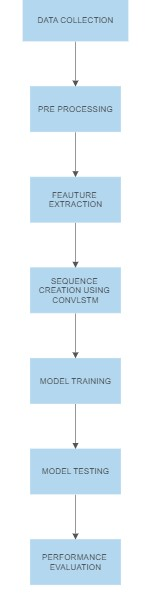 DATA COLLECTION
PRE PROCESSING
FEAUTURE
EXTRACTION
SEQUENCE
CREATION USING
CONVLSTM
MODEL TRAINING
MODEL TESTING
PERFORMANCE
EVALUATION